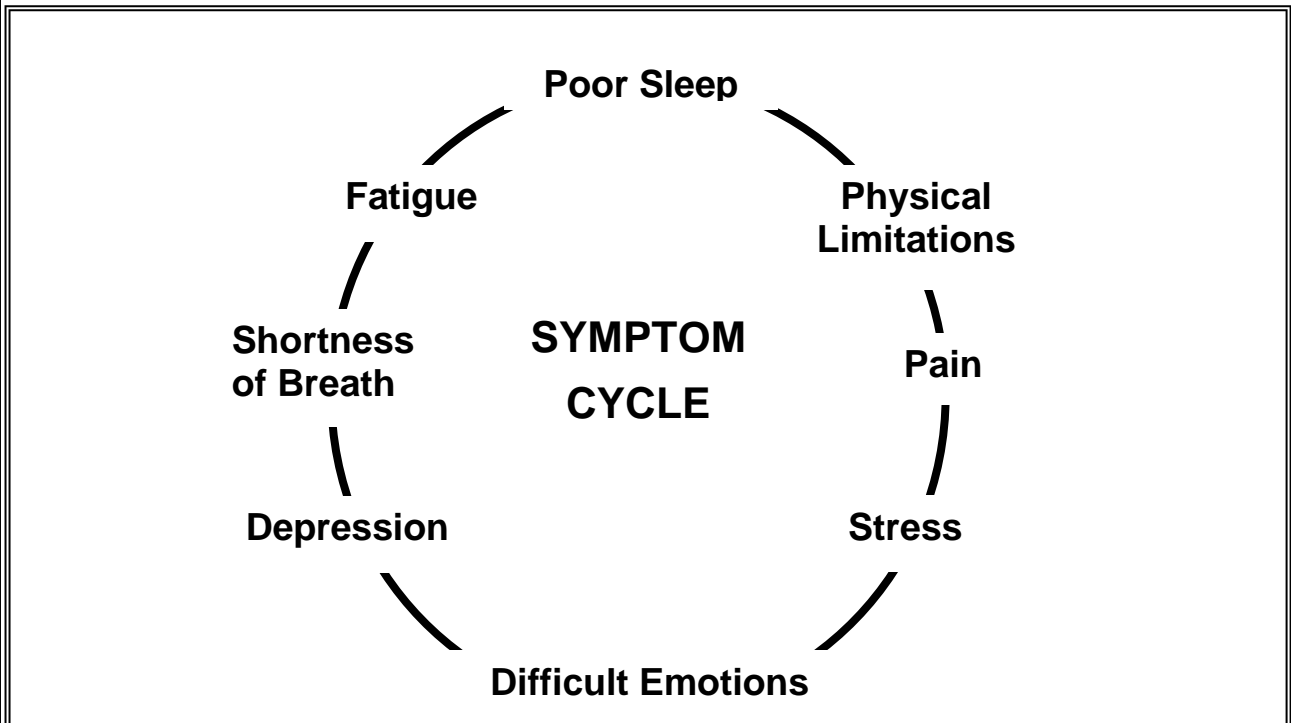 Poor Sleep
Fatigue
Physical
Limitations
Shortness
of Breath
SYMPTOM
CYCLE
Pain
Depression
Stress
Difficult Emotions